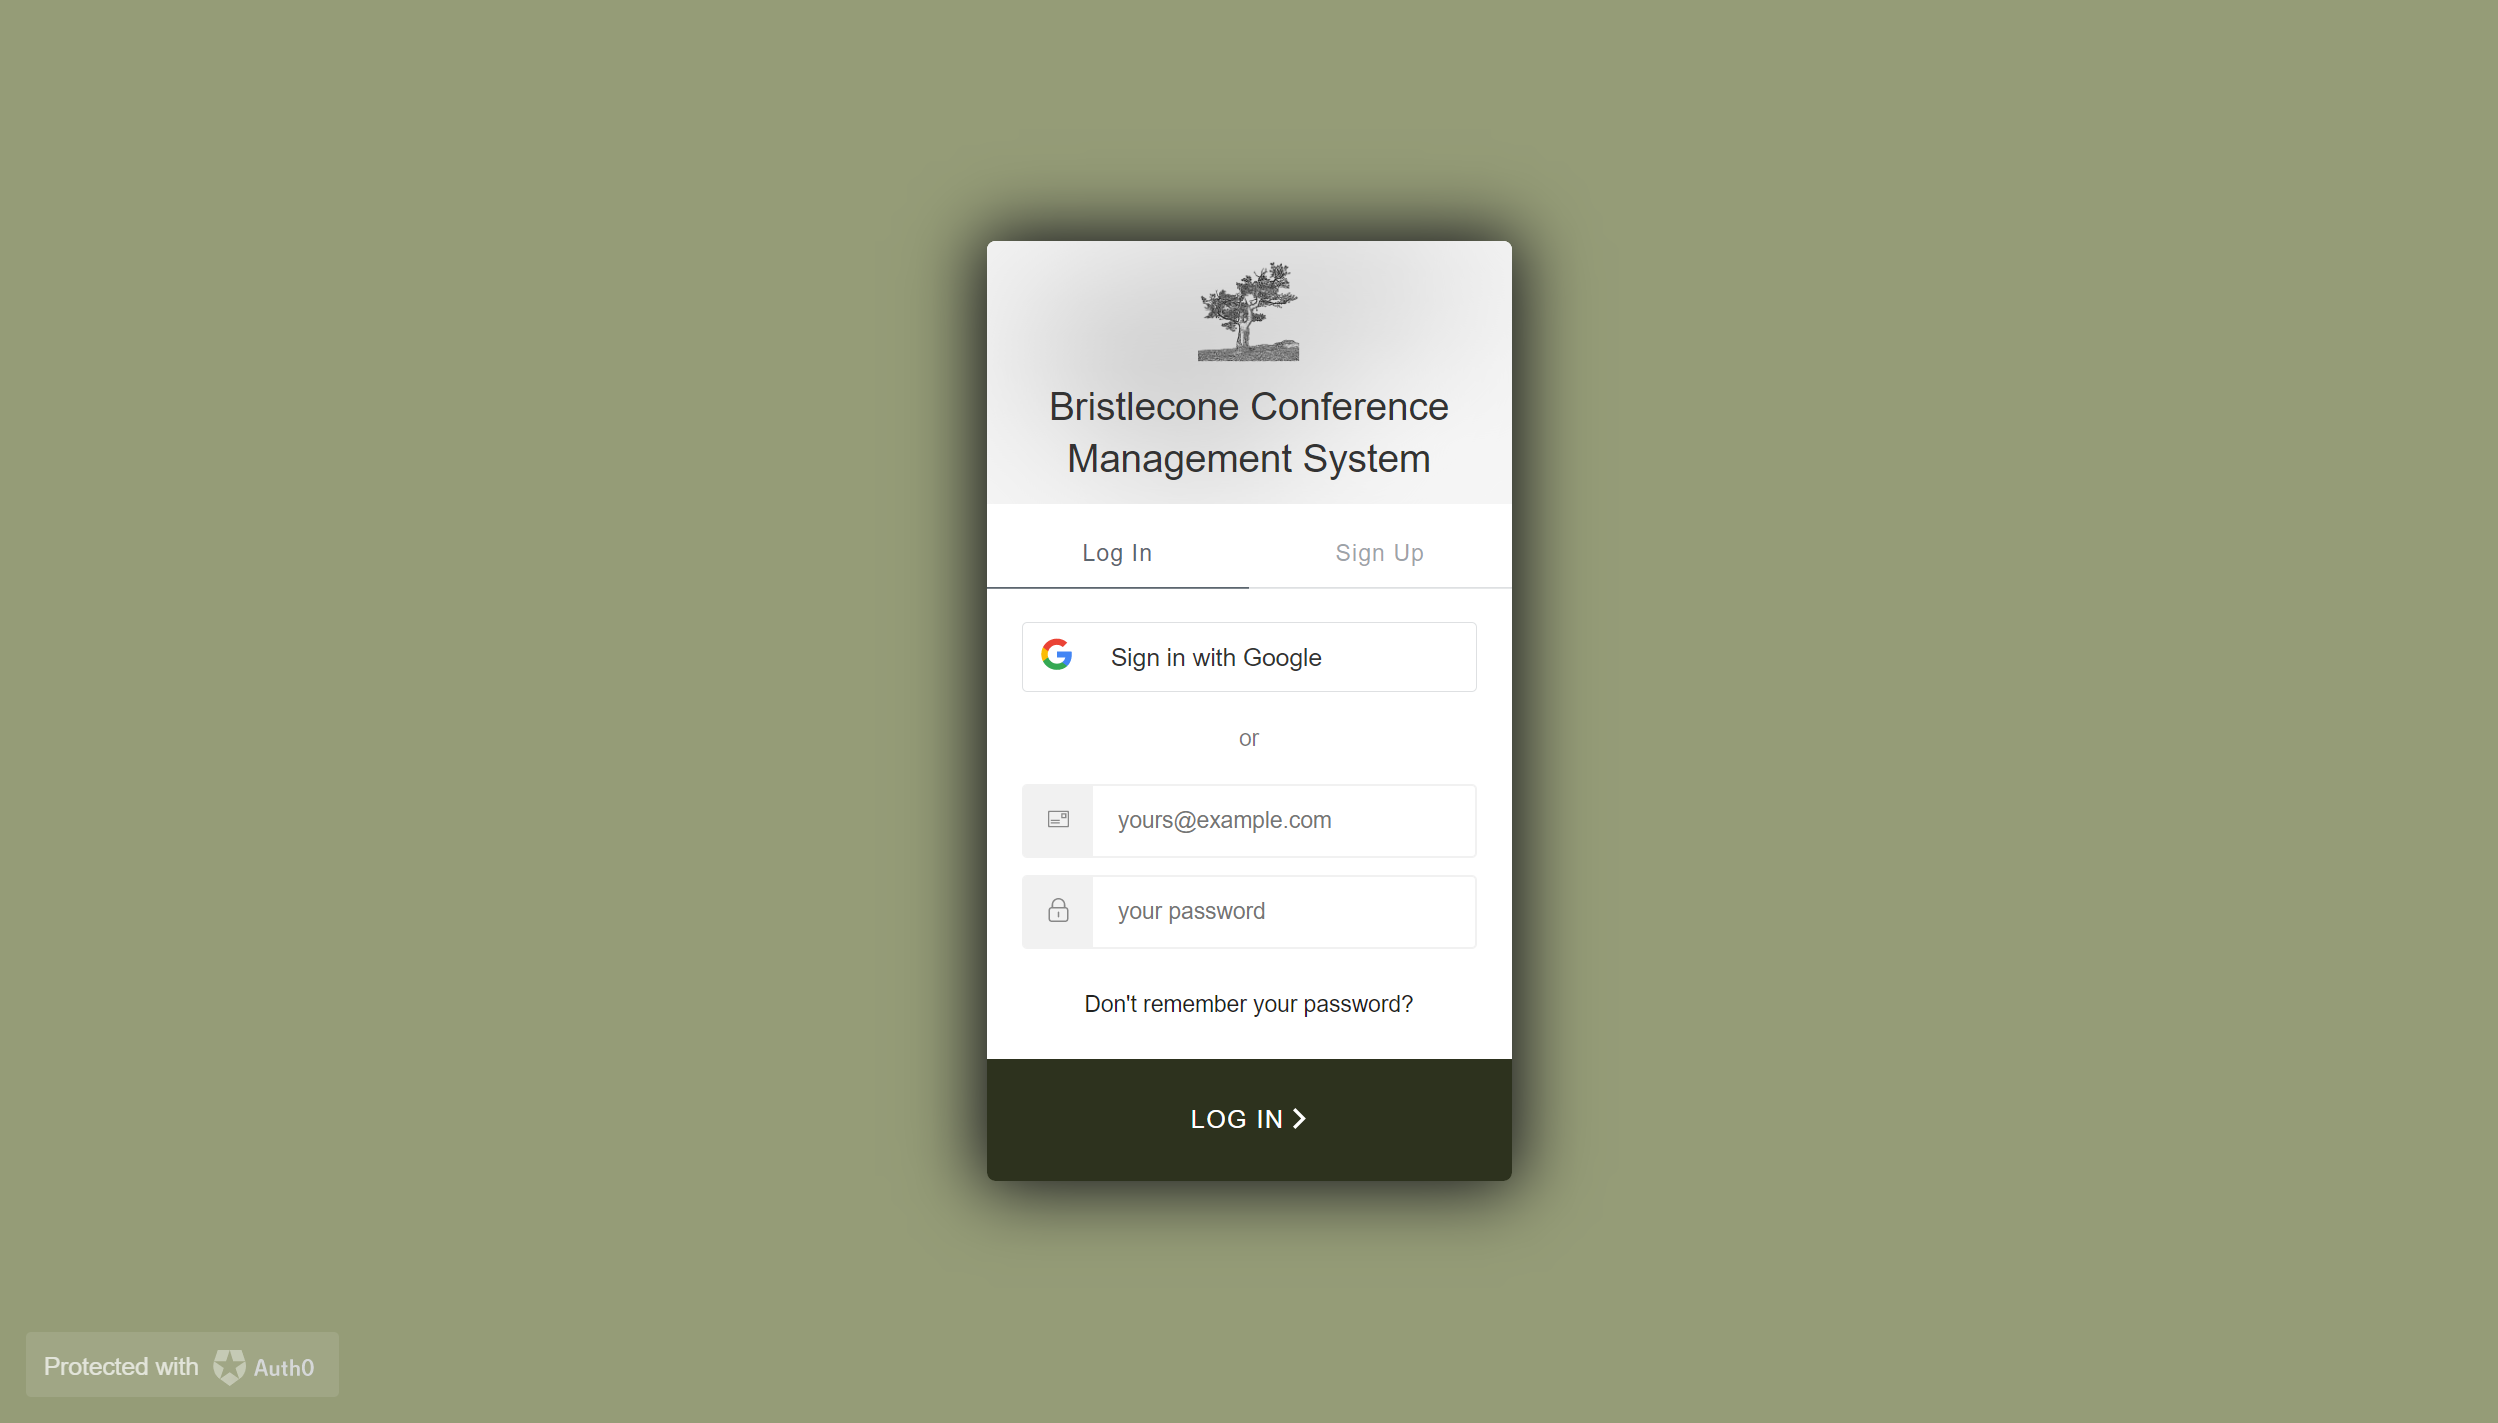 Bristlecone Conference
Management System
Log In
Sign Up
Sign in with Google
or
yours@example.com
your password
Don't remember your password?
LOG IN
Protected with Auth0